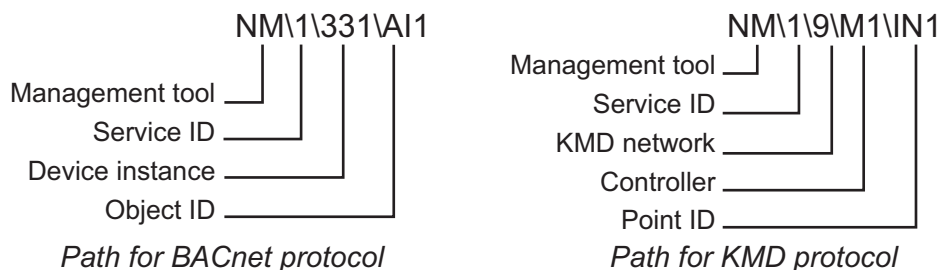 NM\1\331\AI1
Management tool
Service ID
Device instance
Object ID
Path for BACnet protocol
NM\1\9\M1\IN1
Management tool
Service ID
KMD network
Controller
Point ID
Path for KMD protocol